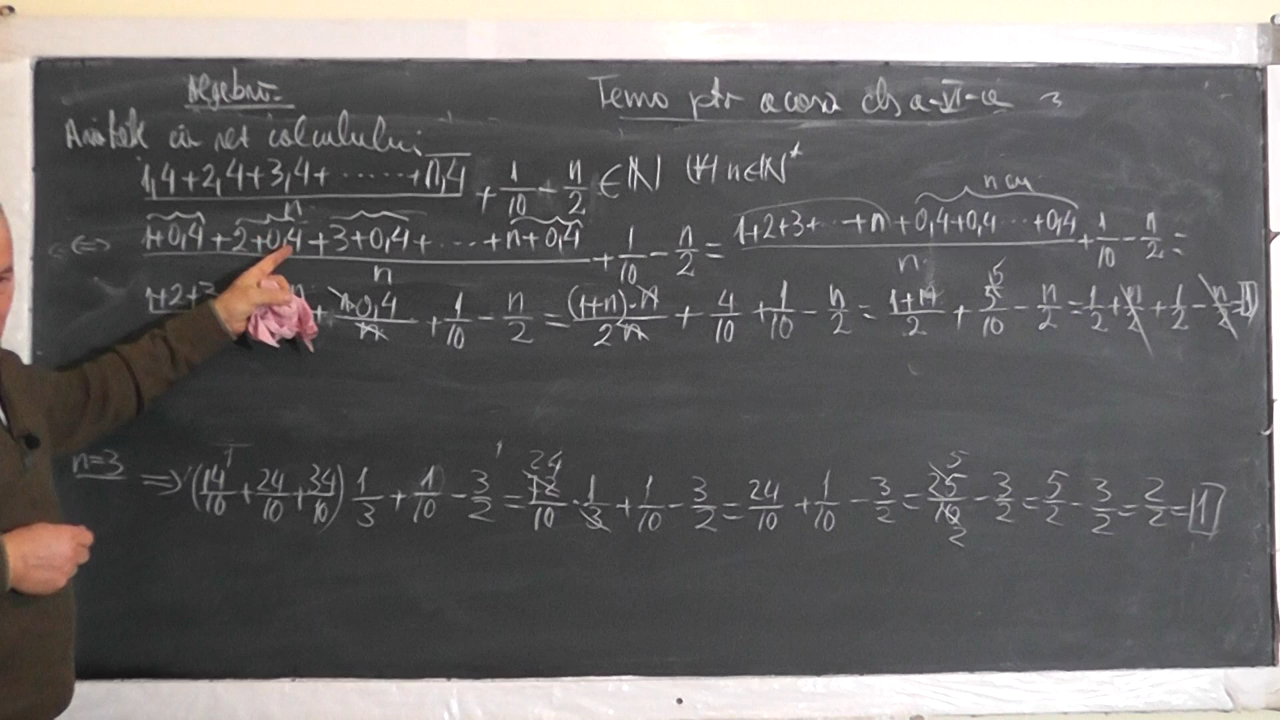 Algebră.
Temă ptr acasă cls a-VI-a
Arătați că rez calculului:
(1,4+2,4+3,4+......+n,4)/n + 1/10 - n/2 ∈ ℕ (∀) n∈ℕ*
⇔ (1+0,4+2+0,4+3+0,4+....+n+0,4)/n + 1/10 - n/2 = (1+2+3+...+n+0,4+0,4...+0,4)/n + 1/10 - n/2 =
n ori
1+2+3 n + n·0,4/n + 1/10 - n/2 = (1+n)·n/2n + 4/10 + 1/10 - n/2 = 1+n/2 + 5/10 - n/2 = 1/2 + n/2 + 1/2 - n/2 = 1
n=3 ⇒ (14/10 + 24/10 + 34/10) 1/3 + 1/10 - 3/2 = 72/10 · 1/3 + 1/10 - 3/2 = 24/10 + 1/10 - 3/2 = 25/10 - 3/2 = 5/2 - 3/2 = 2/2 = 1